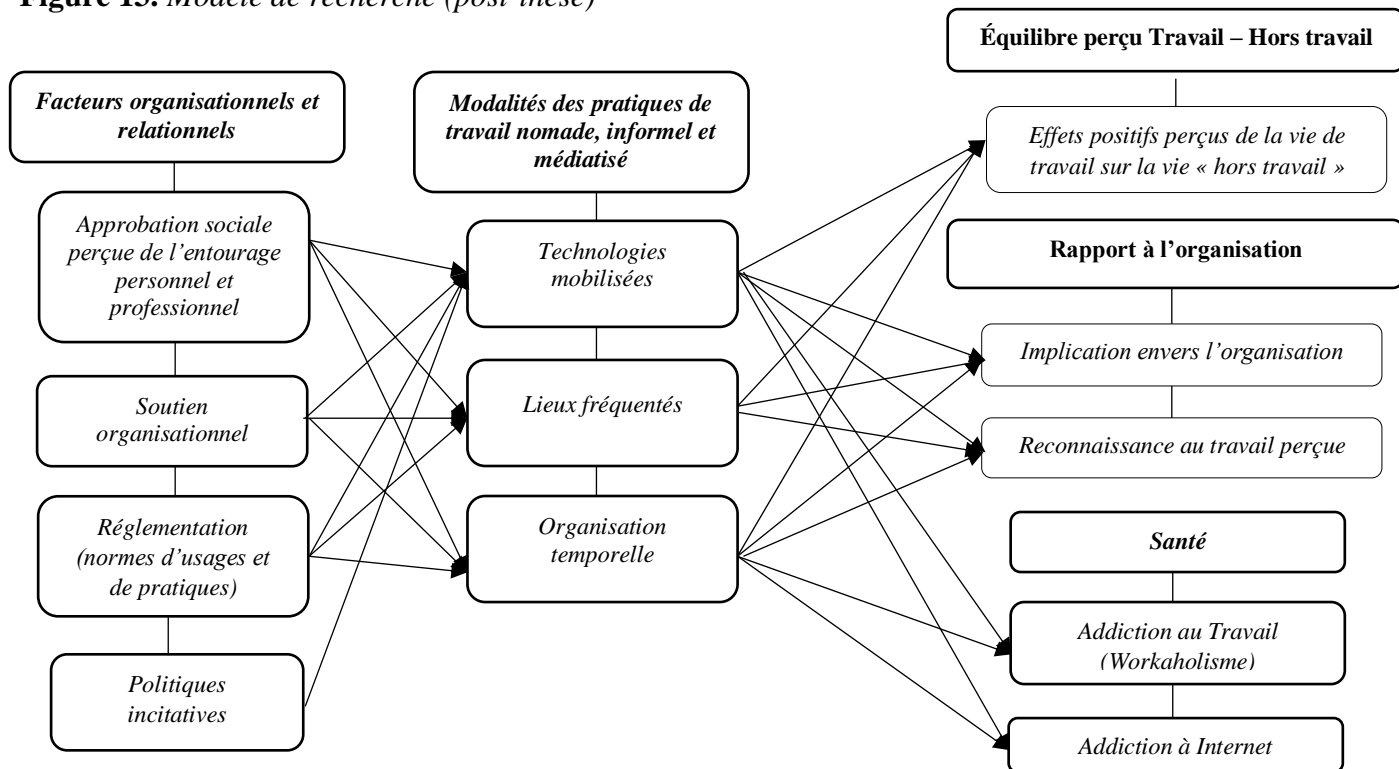 Figure 13. Modèle de recherche (post-thèse)
Facteurs organisationnels et
relationnels
Approbation sociale
perçue de l'entourage
personnel et
professionnel
Soutien
organisationnel
Réglementation
(normes d'usages et
de pratiques)
Politiques
incitatives
Modalités des pratiques de
travail nomade, informel et
médiatisé
Technologies
mobilisées
Lieux fréquentés
Organisation
temporelle
Équilibre perçu Travail – Hors travail
Effets positifs perçus de la vie de
travail sur la vie « hors travail »
Rapport à l'organisation
Implication envers l'organisation
Reconnaissance au travail perçue
Santé
Addiction au Travail
(Workaholisme)
Addiction à Internet